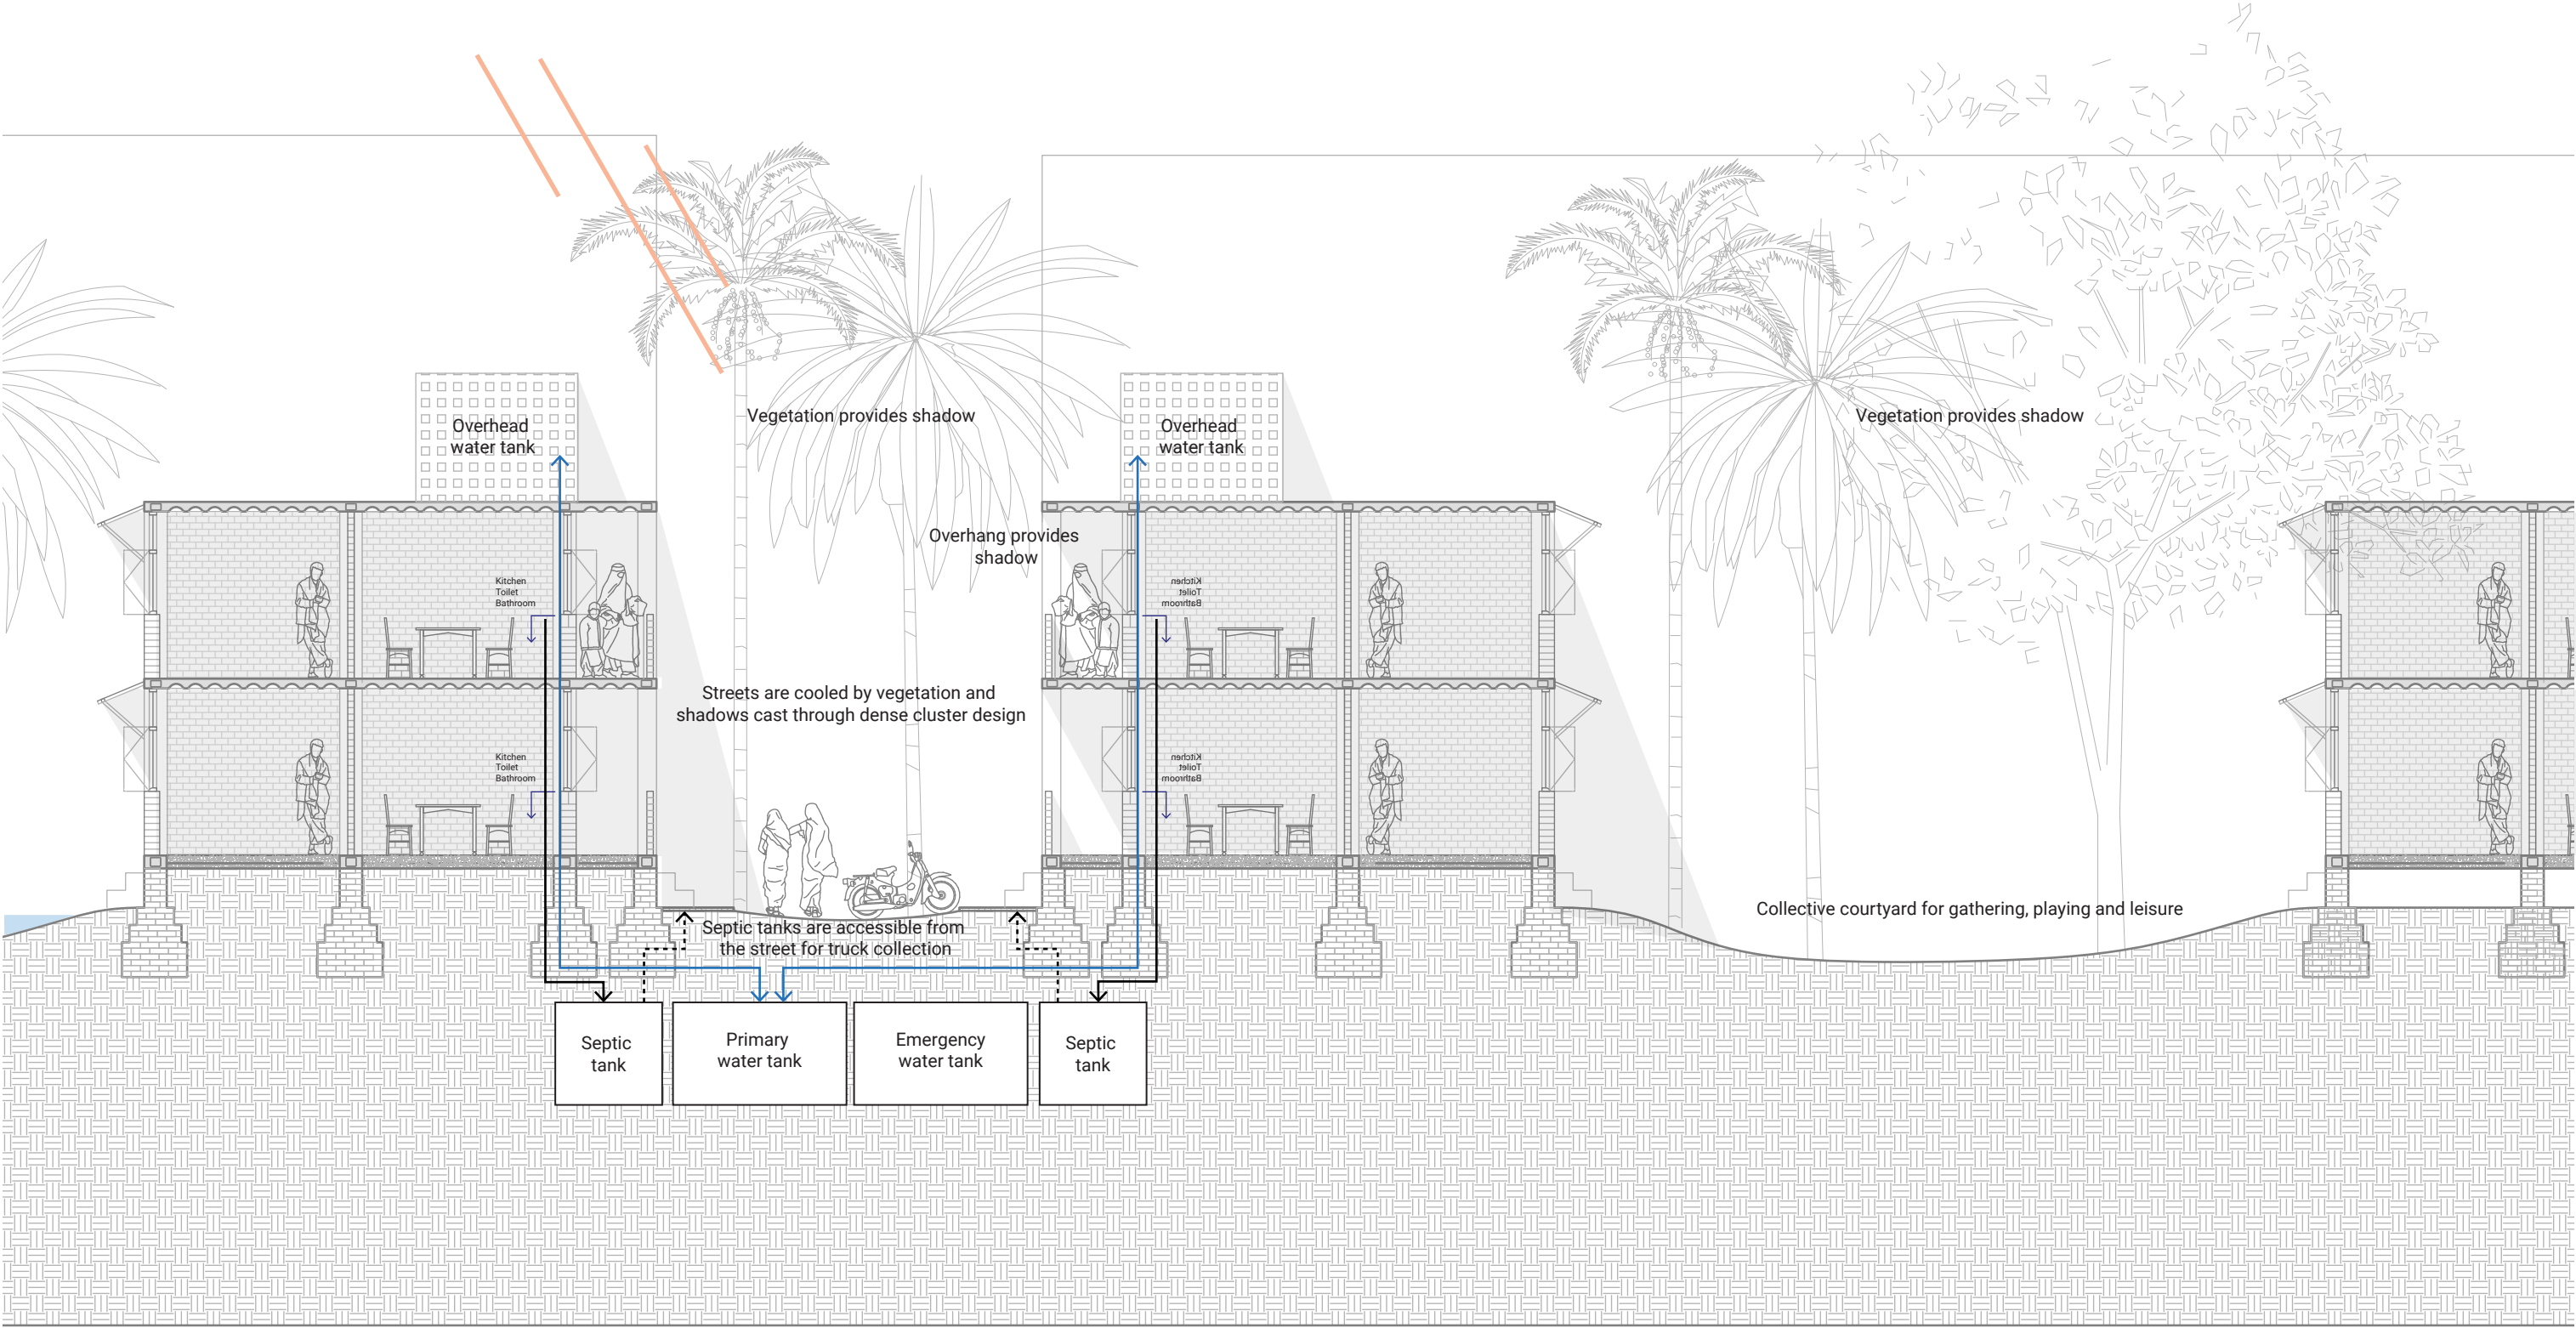 Overhead
water tank
Vegetation provides shadow
Overhead
water tank
Vegetation provides shadow
Overhang provides
shadow
Kitchen
Toilet
Bathroom
Kitchen
Toilet
Bathroom
Streets are cooled by vegetation and
shadows cast through dense cluster design
Kitchen
Toilet
Bathroom
Kitchen
Toilet
Bathroom
Collective courtyard for gathering, playing and leisure
Septic tanks are accessible from
the street for truck collection
Septic
tank
Primary
water tank
Emergency
water tank
Septic
tank